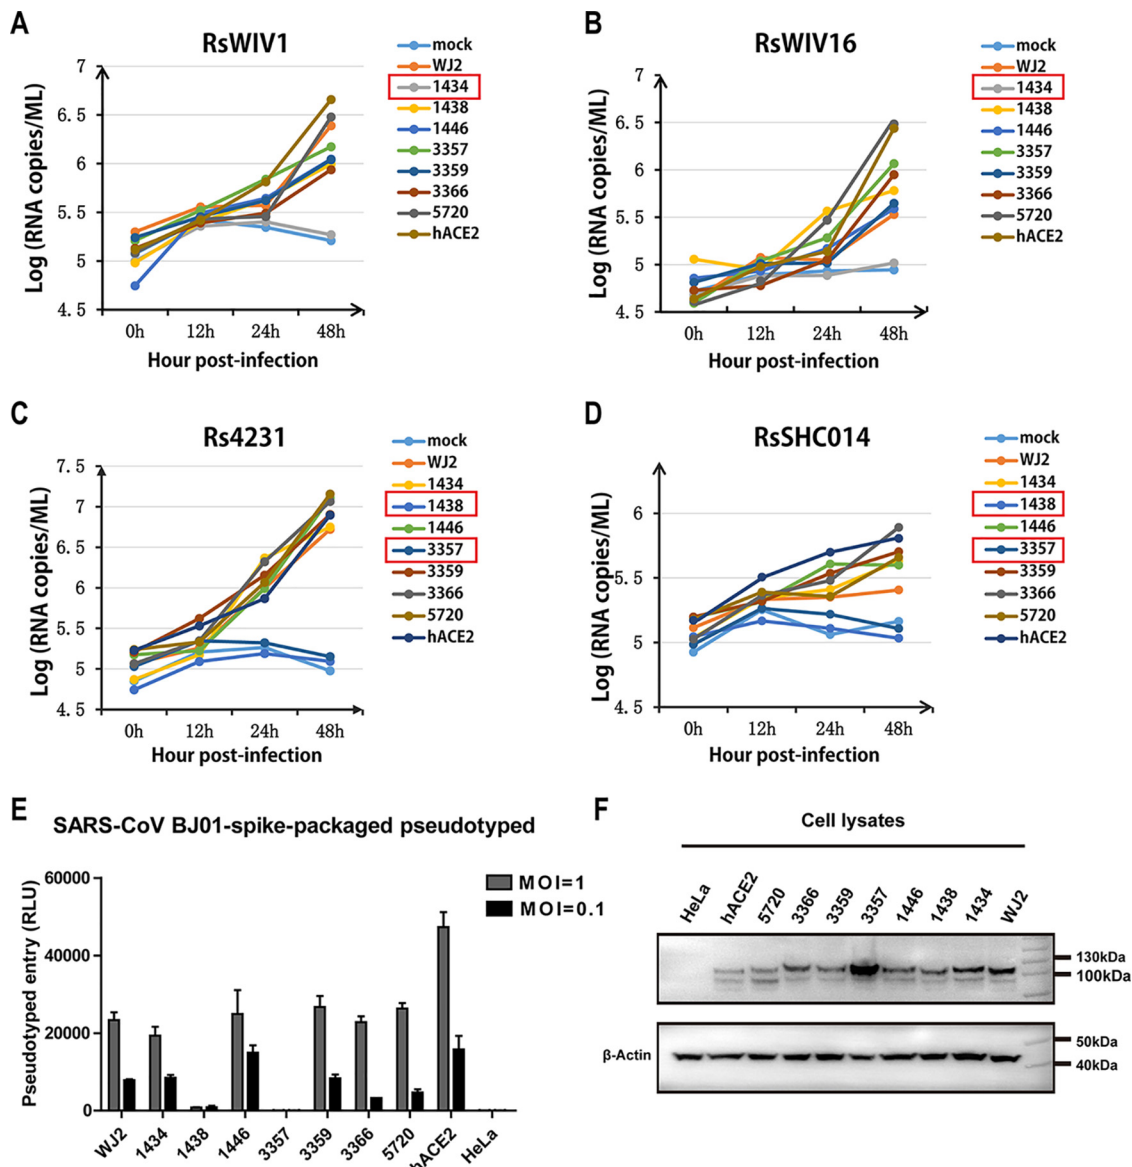 A
RsWIV1
Log (RNA copies/ML)
7
6.5
6
5.5
5
4.5
0h 12h 24h 48h
Hour post-infection
mock
WJ2
1434
1438
1446
3357
3359
3366
5720
hACE2
B
RsWIV16
Log (RNA copies/ML)
7
6.5
6
5.5
5
4.5
0h 12h 24h 48h
Hour post-infection
mock
WJ2
1434
1438
1446
3357
3359
3366
5720
hACE2
C
Rs4231
Log (RNA copies/ML)
7.5
7
6.5
6
5.5
5
4.5
0h 12h 24h 48h
Hour post-infection
mock
WJ2
1434
1438
1446
3357
3359
3366
5720
hACE2
D
RsSHC014
Log (RNA copies/ML)
6
5.5
5
4.5
0h 12h 24h 48h
Hour post-infection
mock
WJ2
1434
1438
1446
3357
3359
3366
5720
hACE2
E
SARS-CoV BJ01-spike-packaged pseudotyped
Pseudotyped entry (RLU)
60000
40000
20000
0
MOI=1
MOI=0.1
WJ2 1434 1438 1446 3357 3359 3366 5720 hACE2 HeLa
F
Cell lysates
HeLa hACE2 5720 3366 3359 3357 1446 1438 1434 WJ2
130kDa
100kDa
β-Actin
50kDa
40kDa